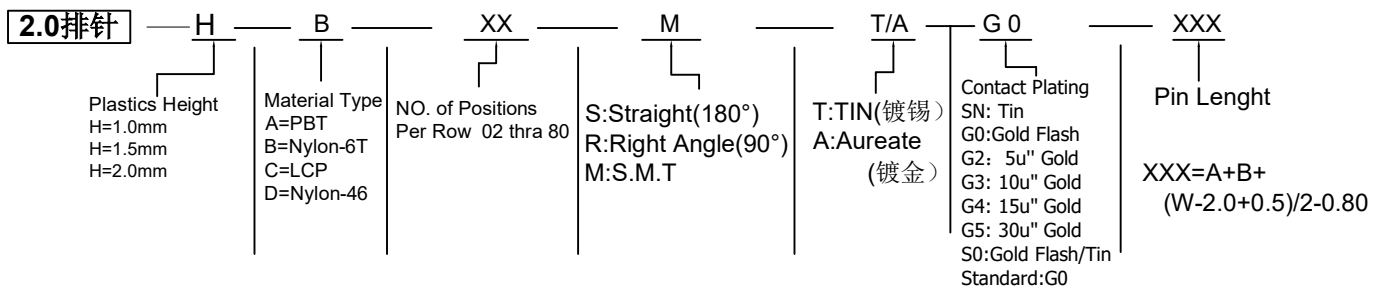 2.0排针 H B XX M T/A G 0 XXX
Plastics Height
H=1.0mm
H=1.5mm
H=2.0mm
Material Type
A=PBT
B=Nylon-6T
C=LCP
D=Nylon-46
NO. of Positions
Per Row 02 thra 80
S:Straight(180°)
R:Right Angle(90°)
M:S.M.T
T:TIN(镀锡)
A:Aureate
(镀金)
Contact Plating
SN: Tin
G0:Gold Flash
G2: 5u" Gold
G3: 10u" Gold
G4: 15u" Gold
G5: 30u" Gold
S0:Gold Flash/Tin
Standard:G0
Pin Lenght
XXX=A+B+
(W-2.0+0.5)/2-0.80